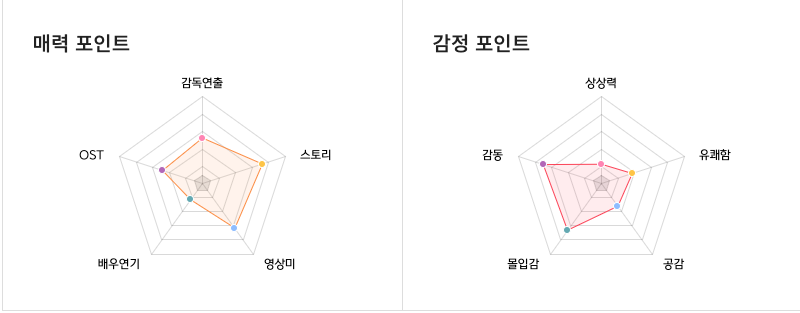 매력 포인트
감독연출
OST
스토리
배우연기
영상미
감정 포인트
상상력
감동
유쾌함
몰입감
공감